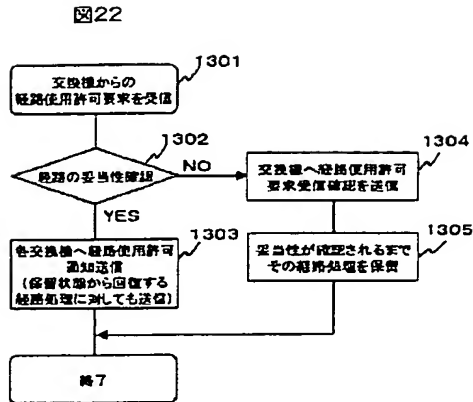 図22
1301
交換機からの
経路使用許可要求を受信
1302
経路の妥当性確認
NO
YES
1304
交換機へ経路使用許可
要求受信確認を送信
1303
各交換機へ経路使用許可
通知送信
(保留状態から回復する
経路処理に対しても送信)
1305
妥当性が確認されるまで
その経路処理を保留
終了